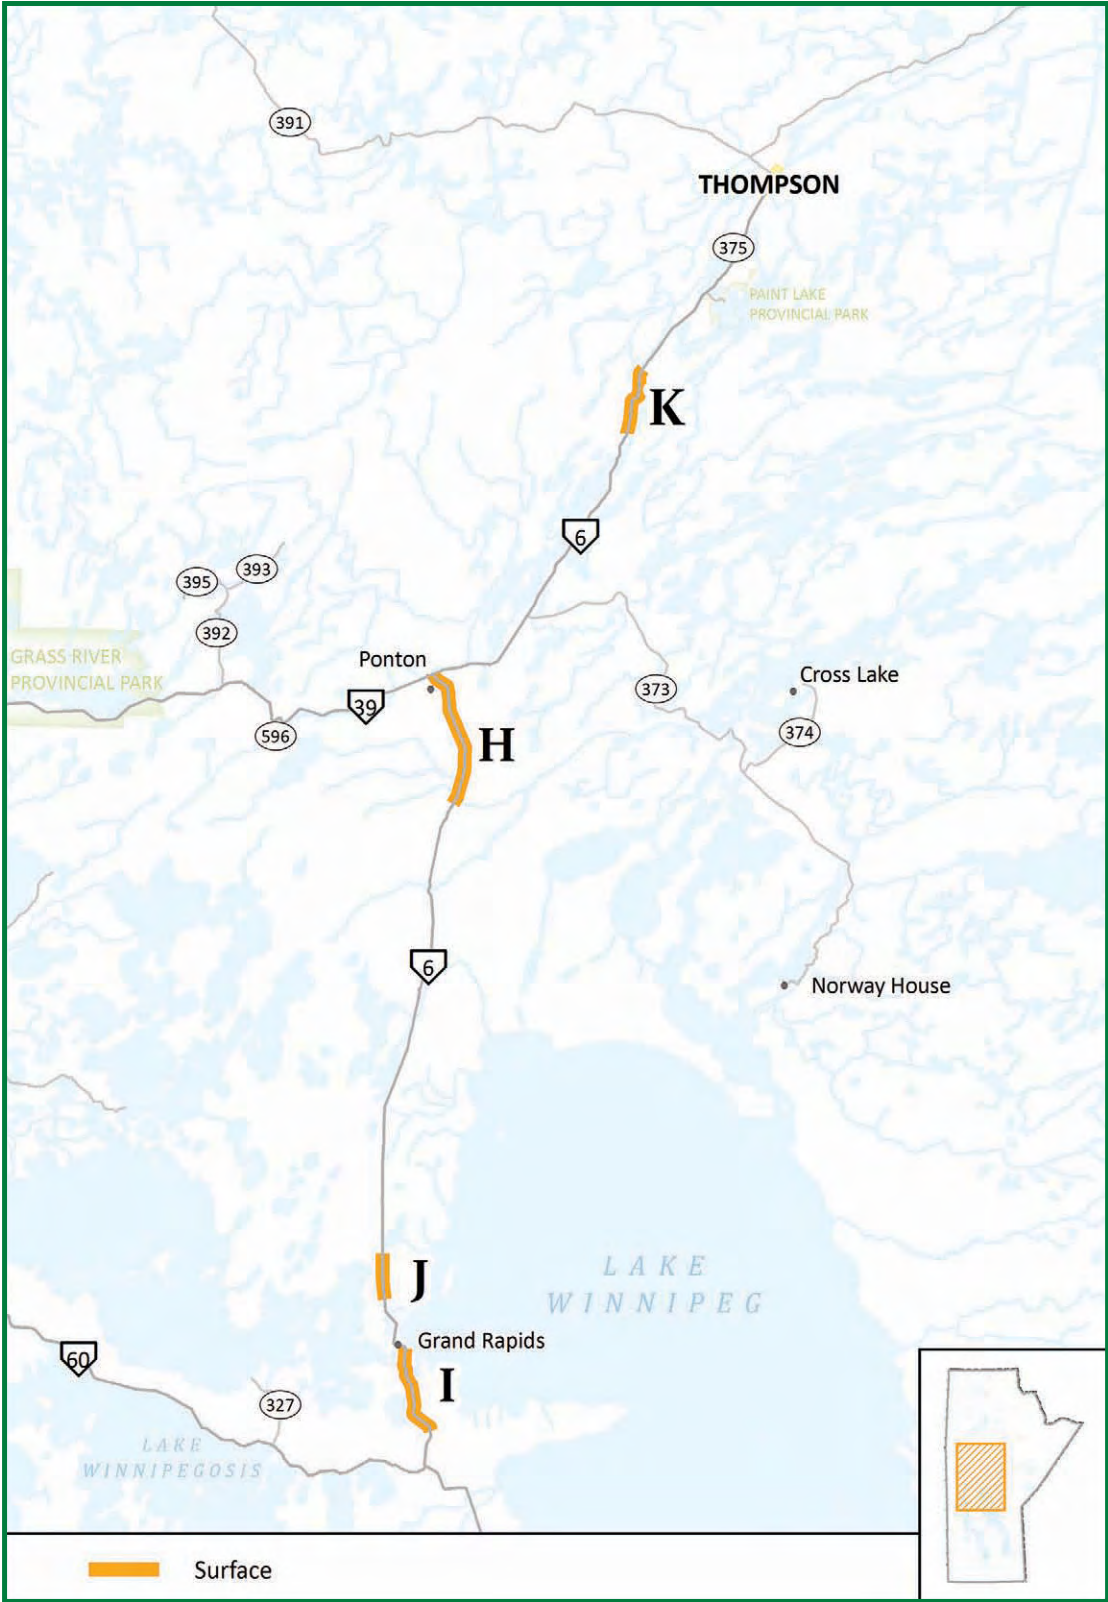 391
THOMPSON
375
PAINT LAKE
PROVINCIAL PARK
K
6
393
395
392
GRASS RIVER
PROVINCIAL PARK
Ponton
Cross Lake
373
39
374
596
H
6
Norway House
LAKE
WINNIPEG
J
Grand Rapids
60
I
327
LAKE
WINNIPEGOSIS
Surface